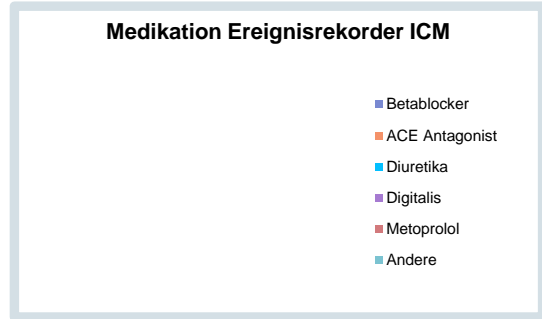 Medikation Ereignisrekorder ICM
Betablocker
ACE Antagonist
Diuretika
Digitalis
Metoprolol
Andere